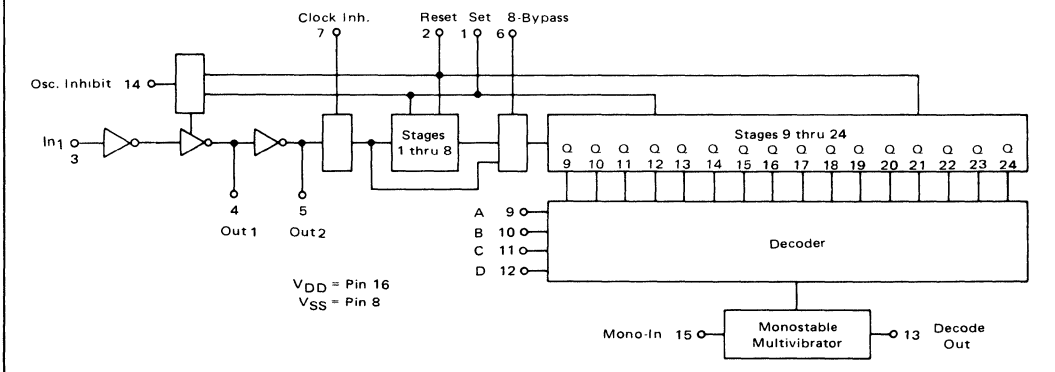 Clock Inh.
7
Reset Set 8-Bypass
2 1 6
Osc. Inhibit 14
In1
3
Stages
1 thru 8
Stages 9 thru 24
Q Q Q Q Q Q Q Q Q Q Q Q Q Q Q Q
9 10 11 12 13 14 15 16 17 18 19 20 21 22 23 24
4
Out 1
5
Out 2
A 9
B 10
C 11
D 12
Decoder
VDD = Pin 16
VSS = Pin 8
Mono-In 15
Monostable
Multivibrator
13 Decode
Out